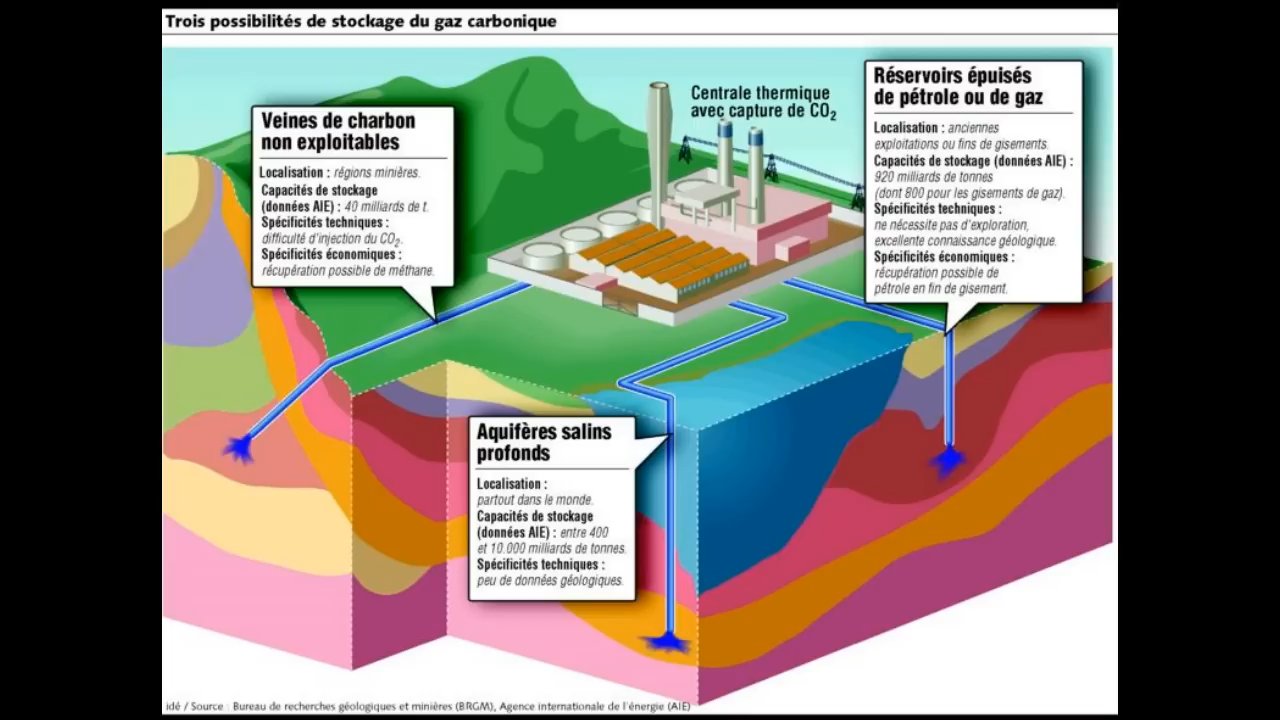 Trois possibilités de stockage du gaz carbonique
Veines de charbon
non exploitables
Localisation : régions minières.
Capacités de stockage
(données AIE) : 40 milliards de t.
Spécificités techniques :
difficulté d'injection du CO₂.
Spécificités économiques :
récupération possible de méthane.
Centrale thermique
avec capture de CO₂
Réservoirs épuisés
de pétrole ou de gaz
Localisation : anciennes
exploitations ou fins de gisements.
Capacités de stockage (données AIE) :
920 milliards de tonnes
(dont 800 pour les gisements de gaz).
Spécificités techniques :
ne nécessite pas d'exploration,
excellente connaissance géologique.
Spécificités économiques :
récupération possible de
pétrole en fin de gisement.
Aquifères salins
profonds
Localisation :
partout dans le monde.
Capacités de stockage
(données AIE) : entre 400
et 10.000 milliards de tonnes.
Spécificités techniques :
peu de données géologiques.
idé / Source : Bureau de recherches géologiques et minières (BRGM), Agence internationale de l'énergie (AIE)